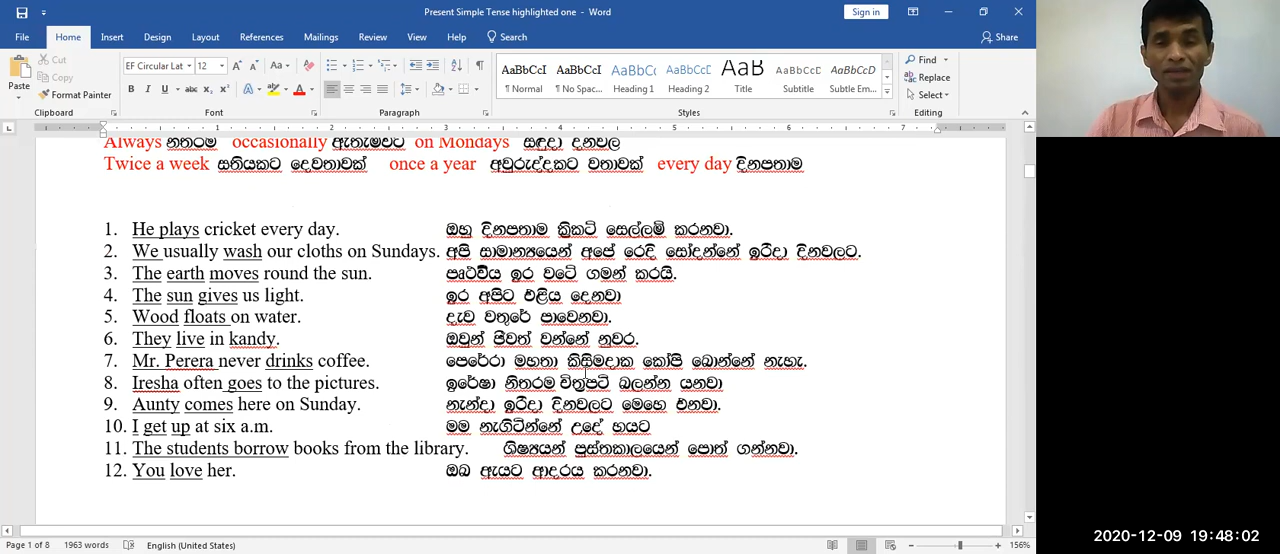 Present Simple Tense highlighted one - Word
Sign in
File Home Insert Design Layout References Mailings Review View Help Search Share
Cut
Copy
Format Painter
Paste
Clipboard
EF Circular Lat 12
Font
Paragraph
AaBbCcI AaBbCcI AaBbCcI AaBbCcI AaB AaBbCcD AaBbCcD
¶ Normal ¶ No Spac... Heading 1 Heading 2 Title Subtitle Subtle Em...
Styles
Find
Replace
Select
Editing
Always නිතරම occasionally ඇතැම්විට on Mondays සඳුදා දිනවල
Twice a week සතියකට දෙවතාවක් once a year අවුරුද්දකට වතාවක් every day දිනපතාම
1. He plays cricket every day. ඔහු දිනපතාම ක්‍රිකට් සෙල්ලම් කරනවා.
2. We usually wash our cloths on Sundays. අපි සාමාන්‍යයෙන් අපේ රෙදි සෝදන්නේ ඉරිදා දිනවලට.
3. The earth moves round the sun. පෘථිවිය ඉර වටේ ගමන් කරයි.
4. The sun gives us light. ඉර අපිට එළිය දෙනවා
5. Wood floats on water. දැව වතුරේ පාවෙනවා.
6. They live in kandy. ඔවුන් ජීවත් වන්නේ නුවර.
7. Mr. Perera never drinks coffee. පෙරේරා මහතා කිසිමදාක කෝපි බොන්නේ නැහැ.
8. Iresha often goes to the pictures. ඉරේෂා නිතරම චිත්‍රපටි බලන්න යනවා
9. Aunty comes here on Sunday. නැන්දා ඉරිදා දිනවලට මෙහෙ එනවා.
10. I get up at six a.m. මම නැගිටින්නේ උදේ හයට
11. The students borrow books from the library. ශිෂ්‍යයන් පුස්තකාලයෙන් පොත් ගන්නවා.
12. You love her. ඔබ ඇයට ආදරය කරනවා.
Page 1 of 8 1963 words English (United States) 156%
2020-12-09 19:48:02